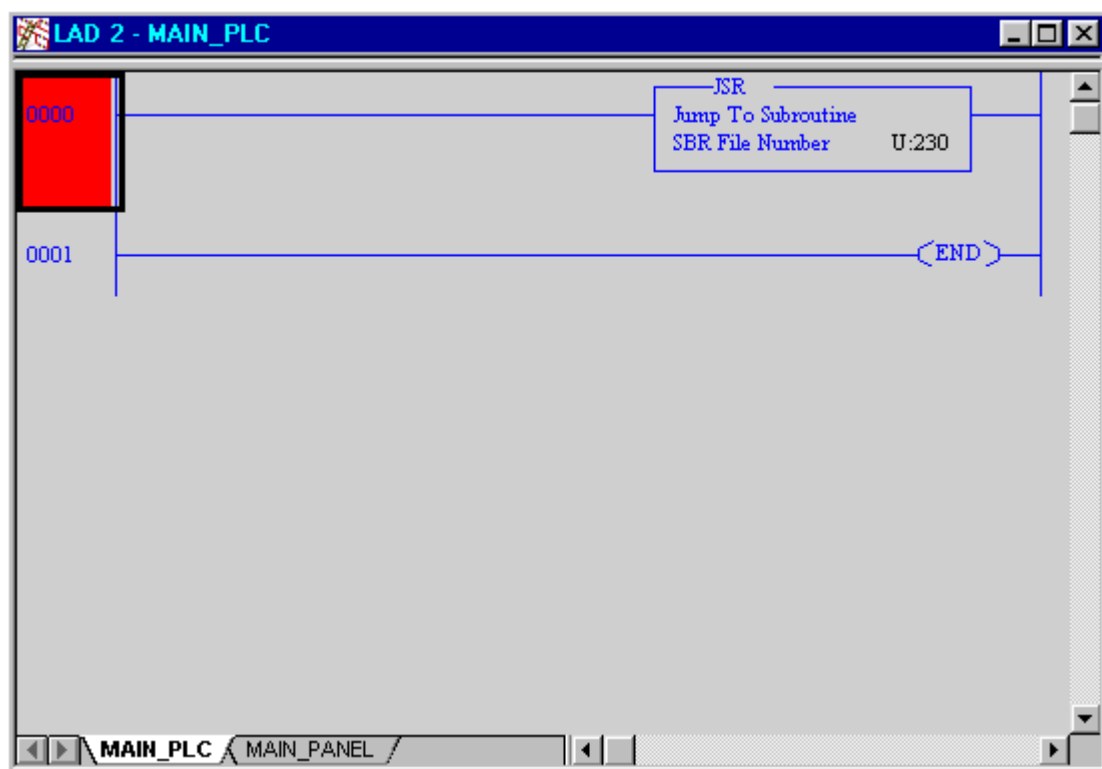 LAD 2 - MAIN_PLC
JSR
0000
Jump To Subroutine
SBR File Number U:230
0001
END
MAIN_PLC
MAIN_PANEL